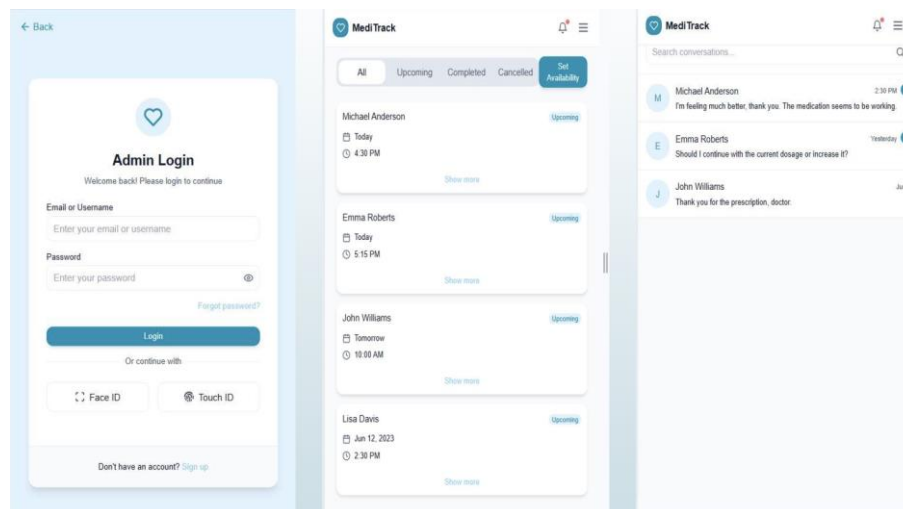 ← Back
Admin Login
Welcome back! Please login to continue
Email or Username
Enter your email or username
Password
Enter your password
Forgot password?
Login
Or continue with
Face ID
Touch ID
Don't have an account? Sign up
MediTrack
All Upcoming Completed Cancelled Set Availability
Michael Anderson Upcoming
Today
4:30 PM
Show more
Emma Roberts Upcoming
Today
5:15 PM
Show more
John Williams Upcoming
Tomorrow
10:00 AM
Show more
Lisa Davis Upcoming
Jun 12, 2023
2:30 PM
Show more
MediTrack
Search conversations...
M
Michael Anderson 2:30 PM
I'm feeling much better, thank you. The medication seems to be working.
E
Emma Roberts Yesterday
Should I continue with the current dosage or increase it?
J
John Williams
Thank you for the prescription, doctor.